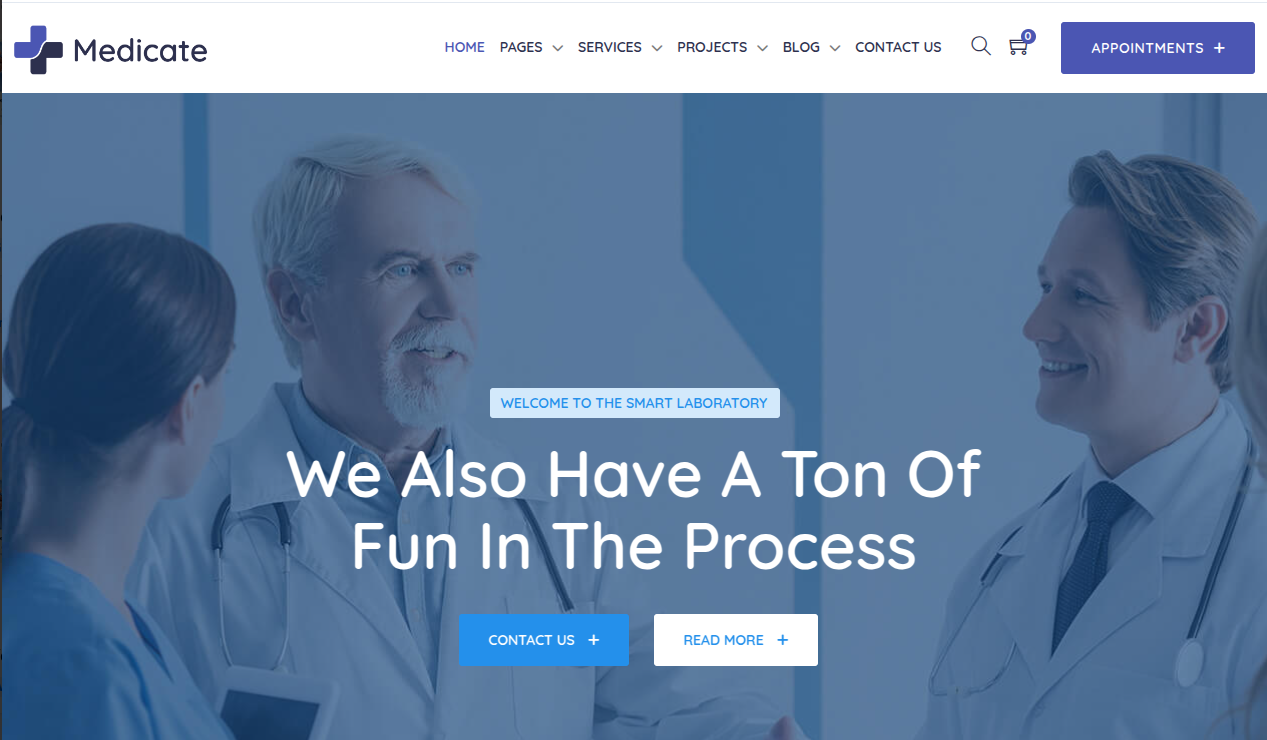 Medicate
HOME PAGES SERVICES PROJECTS BLOG CONTACT US 0 APPOINTMENTS +
WELCOME TO THE SMART LABORATORY
We Also Have A Ton Of
Fun In The Process
CONTACT US + READ MORE +